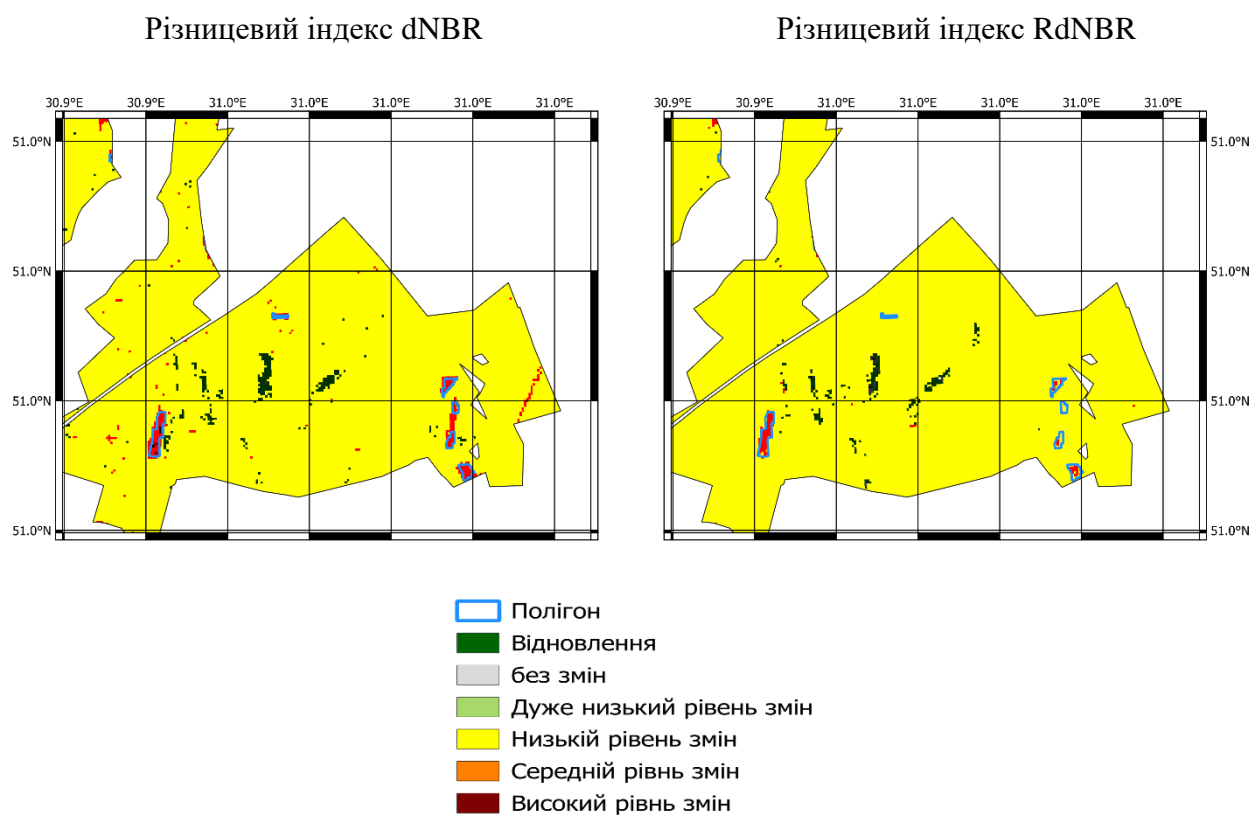 Різницевий індекс dNBR
Різницевий індекс RdNBR
30.9°E 30.9°E 31.0°E 31.0°E 31.0°E 31.0°E 31.0°E
30.9°E 30.9°E 31.0°E 31.0°E 31.0°E 31.0°E 31.0°E
51.0°N
51.0°N
51.0°N
51.0°N
51.0°N
51.0°N
51.0°N
51.0°N
Полігон
Відновлення
без змін
Дуже низький рівень змін
Низькій рівень змін
Середній рівнь змін
Високий рівнь змін